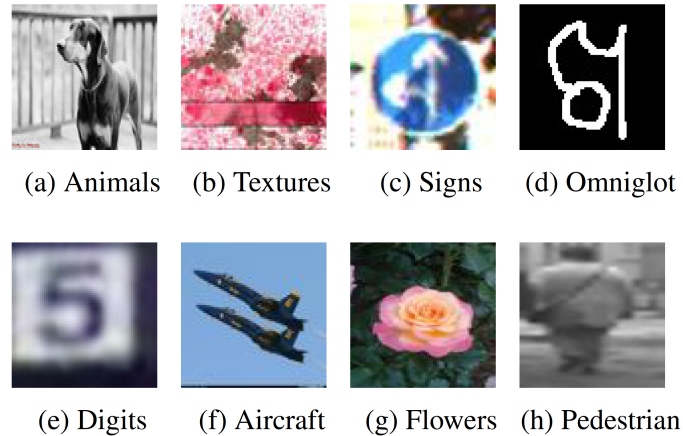 (a) Animals (b) Textures (c) Signs (d) Omniglot
5
(e) Digits (f) Aircraft (g) Flowers (h) Pedestrian